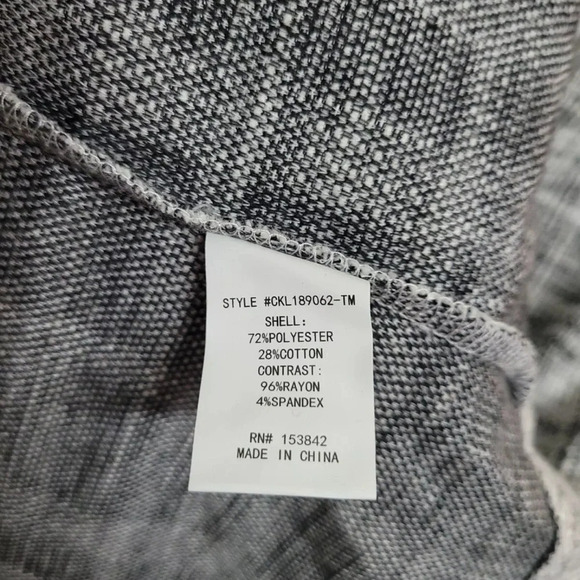 STYLE #CKL189062-TM
SHELL:
72%POLYESTER
28%COTTON
CONTRAST:
96%RAYON
4%SPANDEX
RN# 153842
MADE IN CHINA